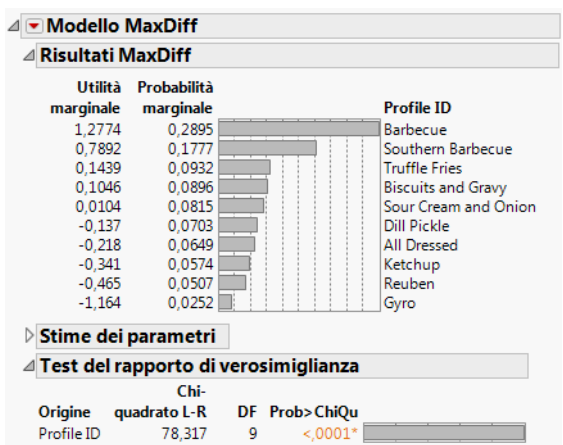 Modello MaxDiff
Risultati MaxDiff
Utilità Probabilità
marginale marginale Profile ID
1,2774 0,2895 Barbecue
0,7892 0,1777 Southern Barbecue
0,1439 0,0932 Truffle Fries
0,1046 0,0896 Biscuits and Gravy
0,0104 0,0815 Sour Cream and Onion
-0,137 0,0703 Dill Pickle
-0,218 0,0649 All Dressed
-0,341 0,0574 Ketchup
-0,465 0,0507 Reuben
-1,164 0,0252 Gyro
Stime dei parametri
Test del rapporto di verosimiglianza
Chi-
Origine quadrato L-R DF Prob>ChiQu
Profile ID 78,317 9 <,0001*